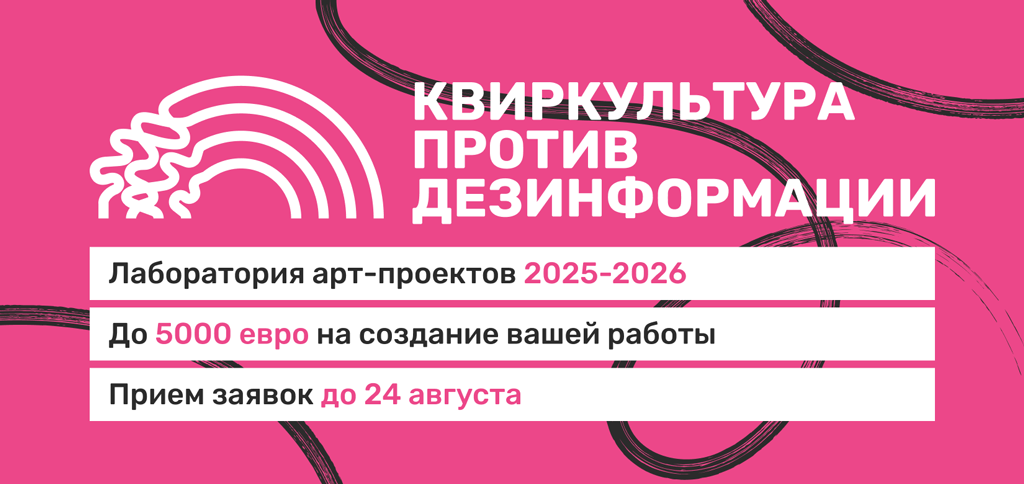 КВИРКУЛЬТУРА
ПРОТИВ
ДЕЗИНФОРМАЦИИ
Лаборатория арт-проектов 2025-2026
До 5000 евро на создание вашей работы
Прием заявок до 24 августа